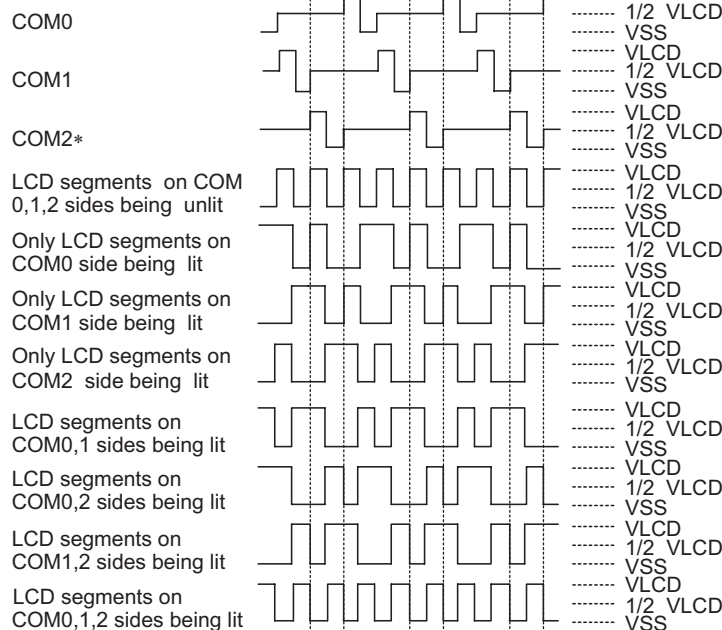 COM0
1/2 VLCD
VSS
VLCD
COM1
1/2 VLCD
VSS
VLCD
COM2*
1/2 VLCD
VSS
LCD segments on COM
0,1,2 sides being unlit
VLCD
1/2 VLCD
VSS
Only LCD segments on
COM0 side being lit
VLCD
1/2 VLCD
VSS
Only LCD segments on
COM1 side being lit
VLCD
1/2 VLCD
VSS
Only LCD segments on
COM2 side being lit
VLCD
1/2 VLCD
VSS
LCD segments on
COM0,1 sides being lit
VLCD
1/2 VLCD
VSS
LCD segments on
COM0,2 sides being lit
VLCD
1/2 VLCD
VSS
LCD segments on
COM1,2 sides being lit
VLCD
1/2 VLCD
VSS
LCD segments on
COM0,1,2 sides being lit
VLCD
1/2 VLCD
VSS